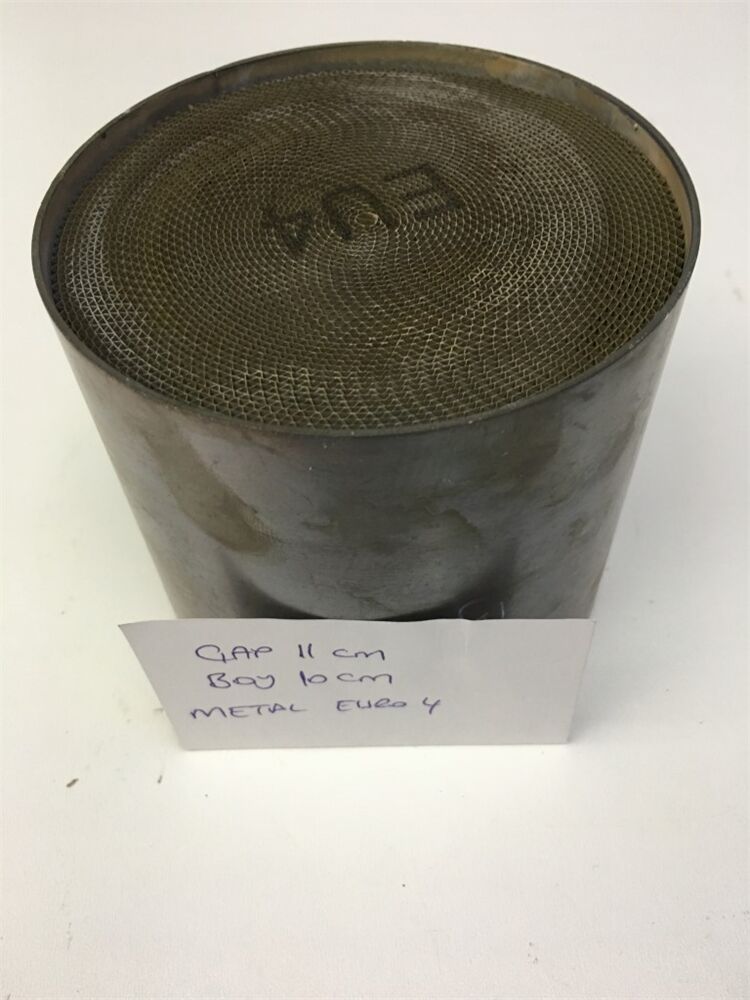 EU4
ÇAP 11 cm
BOY 10 cm
METAL EURO 4